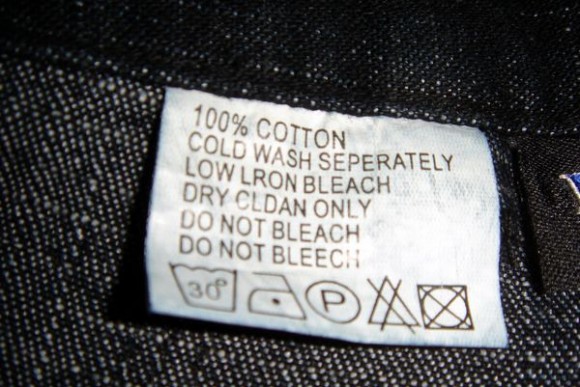 100% COTTON
COLD WASH SEPERATELY
LOW LRON BLEACH
DRY CLDAN ONLY
DO NOT BLEACH
DO NOT BLEECH
30° P